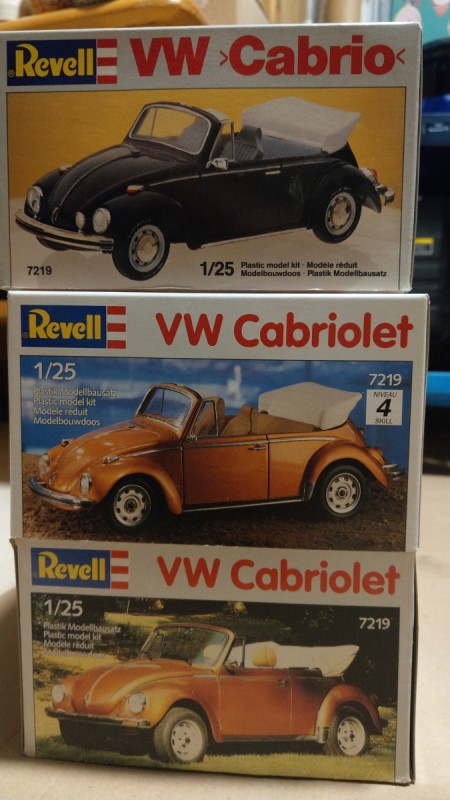 Revell VW ›Cabrio‹
7219
1/25
Plastic model kit · Modèle réduit
Modelbouwdoos · Plastik Modellbausatz
Revell VW Cabriolet
1/25
Plastik Modellbausatz
Plastic model kit
Modèle réduit
Modelbouwdoos
7219
NIVEAU
4
SKILL
Revell VW Cabriolet
1/25
Plastik Modellbausatz
Plastic model kit
Modèle réduit
7219